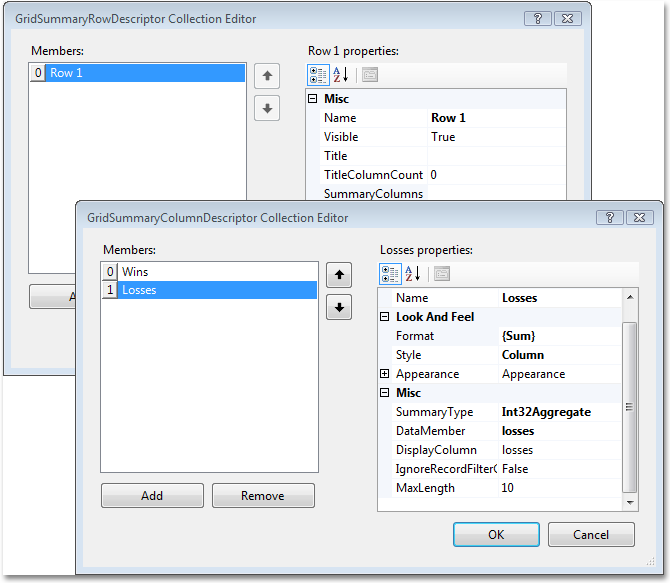 GridSummaryRowDescriptor Collection Editor
Members:
0 Row 1
Row 1 properties:
Misc
Name Row 1
Visible True
Title
TitleColumnCount 0
SummaryColumns
GridSummaryColumnDescriptor Collection Editor
Members:
0 Wins
1 Losses
Add Remove
Losses properties:
Name Losses
Look And Feel
Format {Sum}
Style Column
Appearance Appearance
Misc
SummaryType Int32Aggregate
DataMember losses
DisplayColumn losses
IgnoreRecordFilterC False
MaxLength 10
OK Cancel